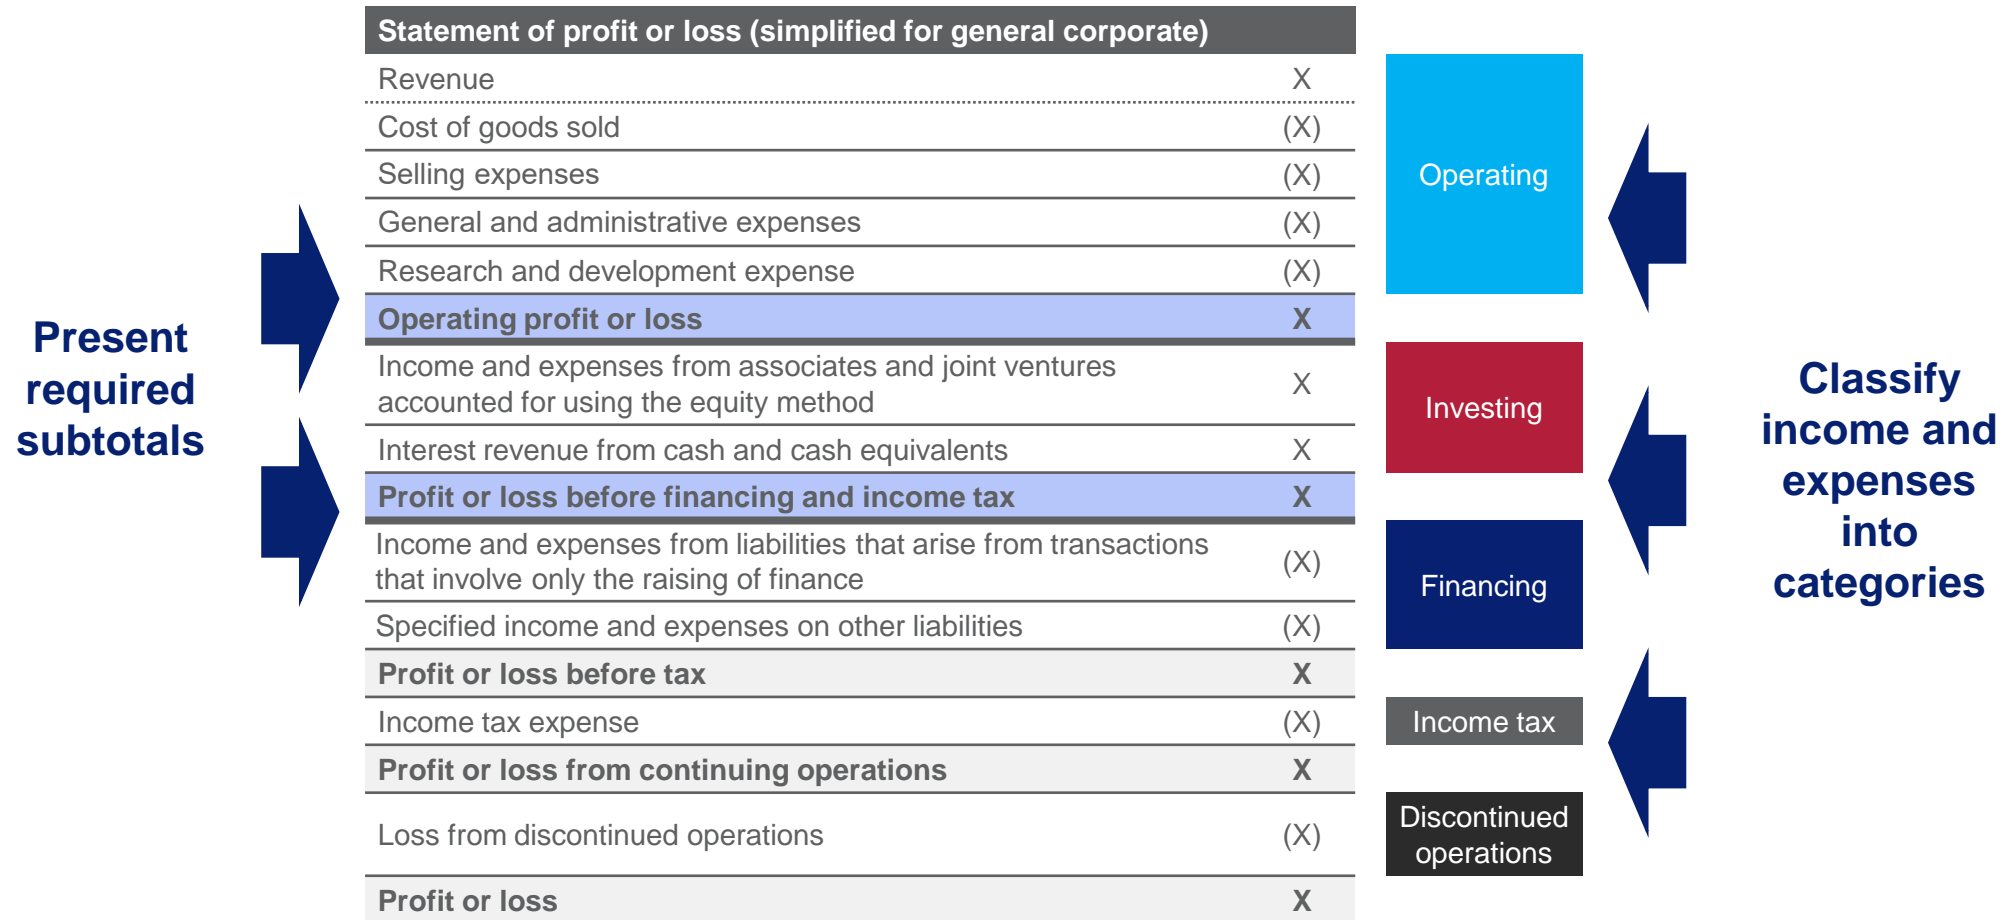 Statement of profit or loss (simplified for general corporate)
Revenue X
Cost of goods sold (X)
Selling expenses (X)
General and administrative expenses (X)
Research and development expense (X)
Operating profit or loss X
Income and expenses from associates and joint ventures
accounted for using the equity method X
Interest revenue from cash and cash equivalents X
Profit or loss before financing and income tax X
Income and expenses from liabilities that arise from transactions
that involve only the raising of finance (X)
Specified income and expenses on other liabilities (X)
Profit or loss before tax X
Income tax expense (X)
Profit or loss from continuing operations X
Loss from discontinued operations (X)
Profit or loss X
Present
required
subtotals
Operating
Investing
Financing
Income tax
Discontinued
operations
Classify
income and
expenses
into
categories